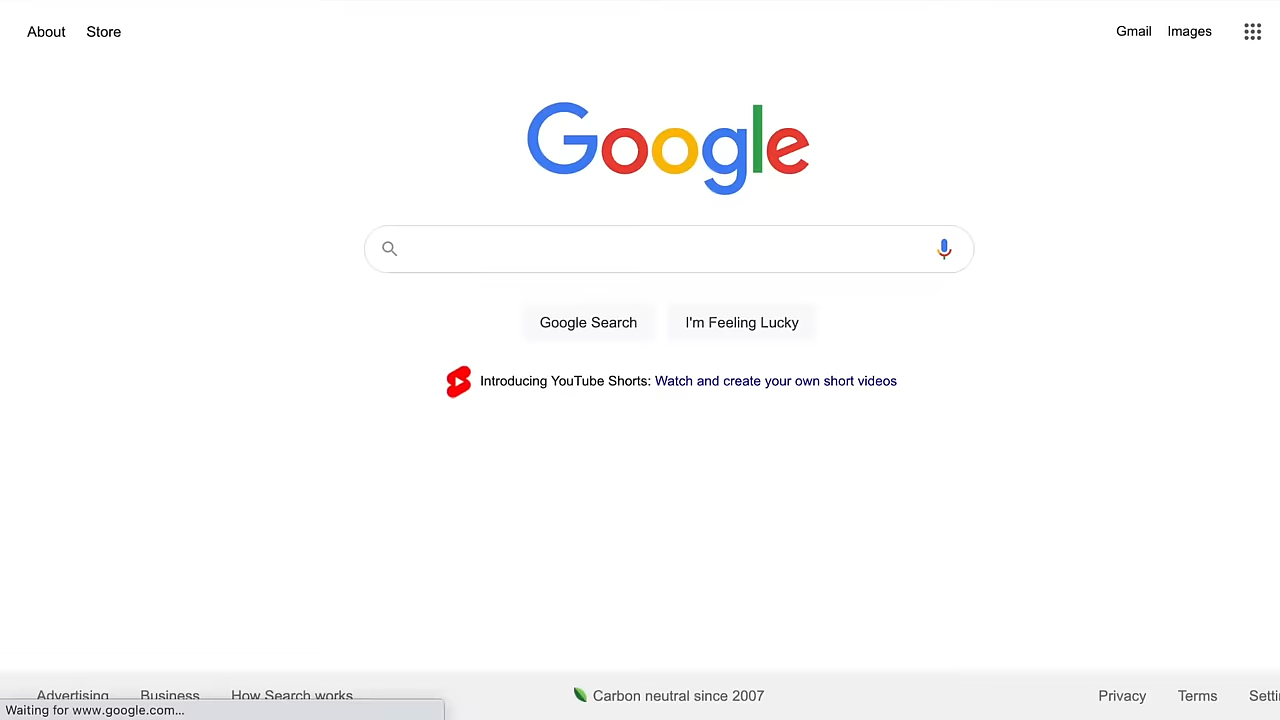 About Store Gmail Images
Google
Google Search I'm Feeling Lucky
Introducing YouTube Shorts: Watch and create your own short videos
Advertising Business How Search works Carbon neutral since 2007 Privacy Terms Setti
Waiting for www.google.com...